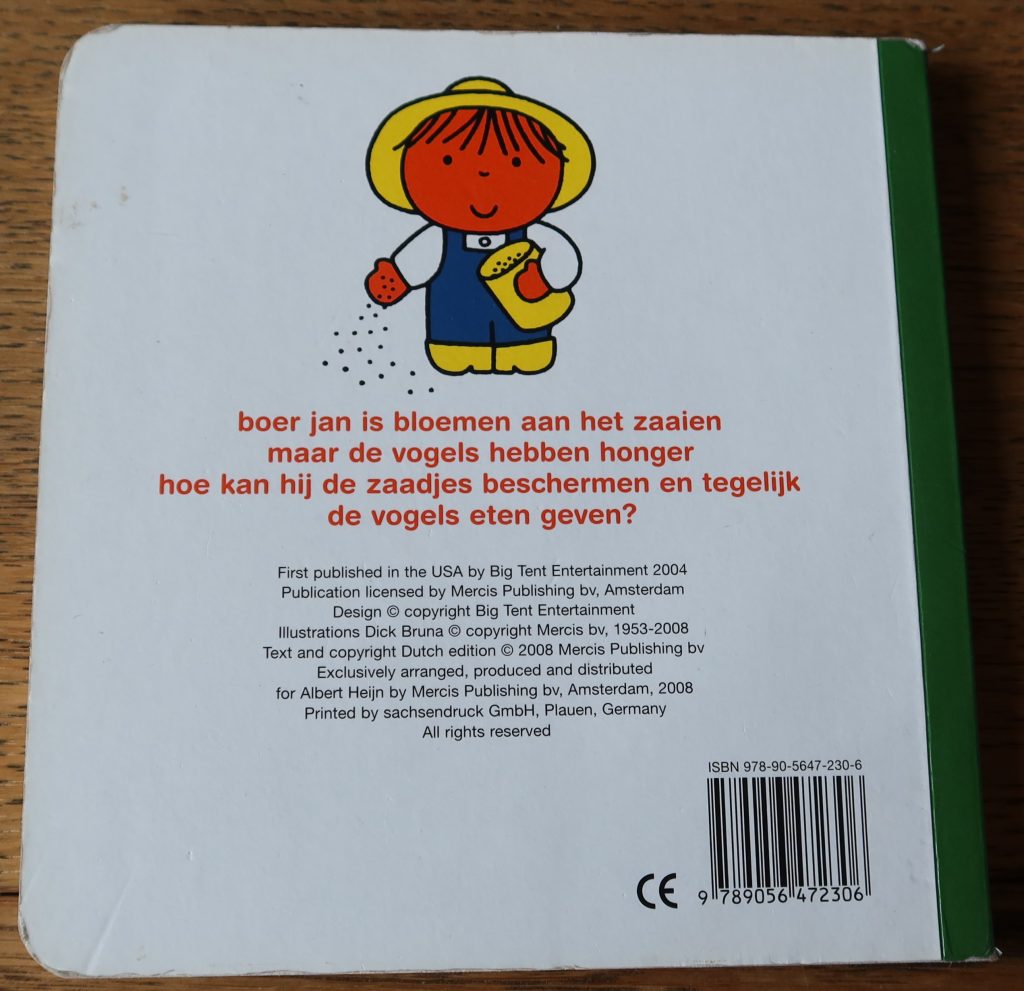 boer jan is bloemen aan het zaaien
maar de vogels hebben honger
hoe kan hij de zaadjes beschermen en tegelijk
de vogels eten geven?
First published in the USA by Big Tent Entertainment 2004
Publication licensed by Mercis Publishing bv, Amsterdam
Design © copyright Big Tent Entertainment
Illustrations Dick Bruna © copyright Mercis bv, 1953-2008
Text and copyright Dutch edition © 2008 Mercis Publishing bv
Exclusively arranged, produced and distributed
for Albert Heijn by Mercis Publishing bv, Amsterdam, 2008
Printed by sachsendruck GmbH, Plauen, Germany
All rights reserved
ISBN 978-90-5647-230-6
CE
9 789056 472306